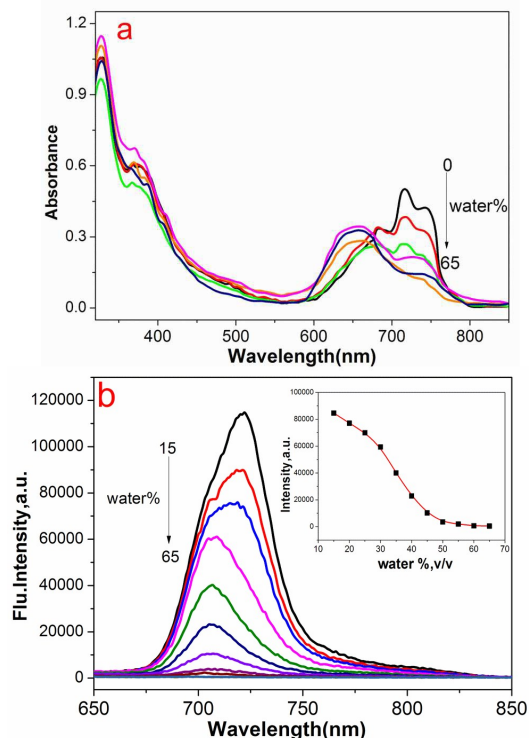 a
1.2
0.9
0.6
0.3
0.0
Absorbance
0
water%
65
400 500 600 700 800
Wavelength(nm)
b
120000
100000
80000
60000
40000
20000
0
Flu.Intensity,a.u.
15
water%
65
100000
80000
60000
40000
20000
0
Intensity,a.u.
10 20 30 40 50 60 70
water %,v/v
650 700 750 800 850
Wavelength(nm)